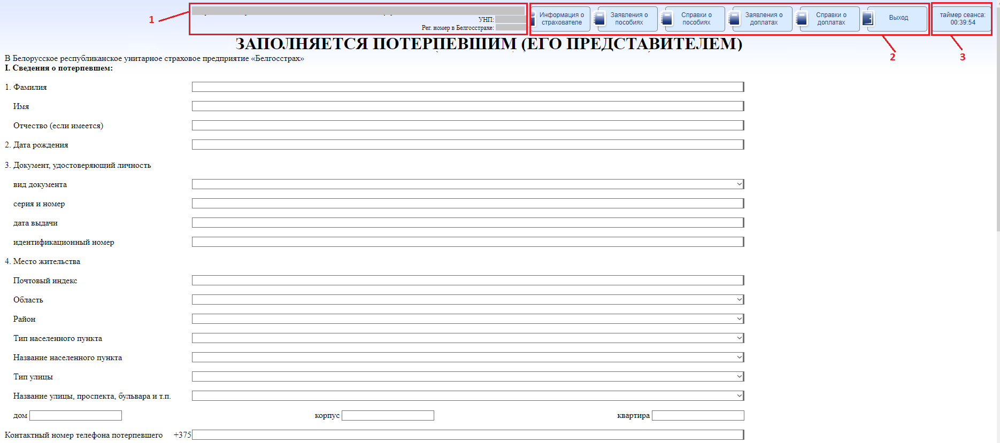 1
УНП:
Рег. номер в Белгосстрахе:
Информация о страхователе
Заявления о пособиях
Справки о пособиях
Заявления о доплатах
Справки о доплатах
Выход
таймер сеанса:
00:39:54
2
3
ЗАПОЛНЯЕТСЯ ПОТЕРПЕВШИМ (ЕГО ПРЕДСТАВИТЕЛЕМ)
В Белорусское республиканское унитарное страховое предприятие «Белгосстрах»
I. Сведения о потерпевшем:
1. Фамилия
Имя
Отчество (если имеется)
2. Дата рождения
3. Документ, удостоверяющий личность
вид документа
серия и номер
дата выдачи
идентификационный номер
4. Место жительства
Почтовый индекс
Область
Район
Тип населенного пункта
Название населенного пункта
Тип улицы
Название улицы, проспекта, бульвара и т.п.
дом корпус квартира
Контактный номер телефона потерпевшего +375